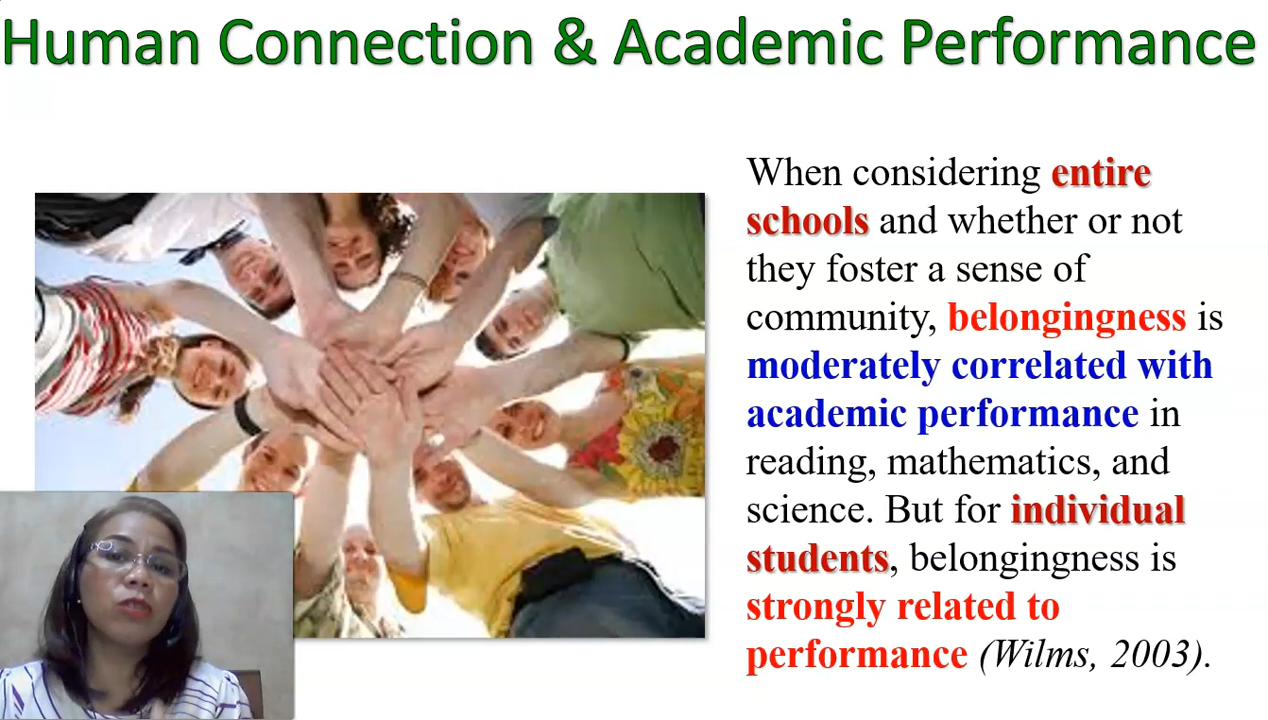 Human Connection & Academic Performance
When considering entire
schools and whether or not
they foster a sense of
community, belongingness is
moderately correlated with
academic performance in
reading, mathematics, and
science. But for individual
students, belongingness is
strongly related to
performance (Wilms, 2003).